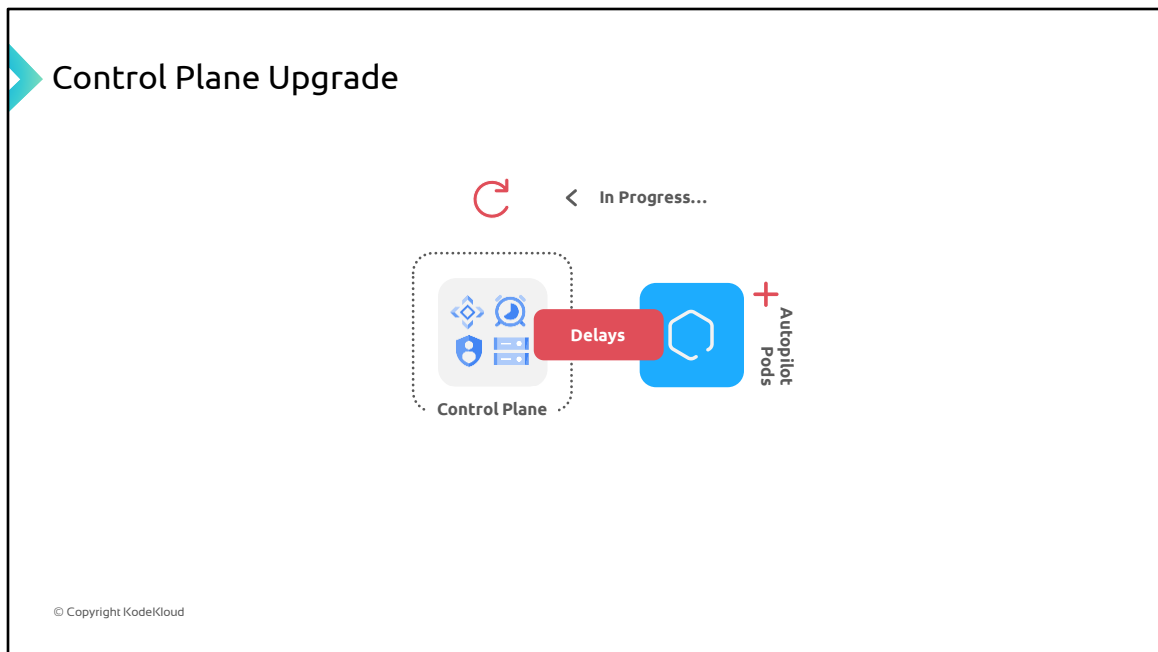 Control Plane Upgrade
In Progress...
Delays
Autopilot
Pods
Control Plane
© Copyright KodeKloud